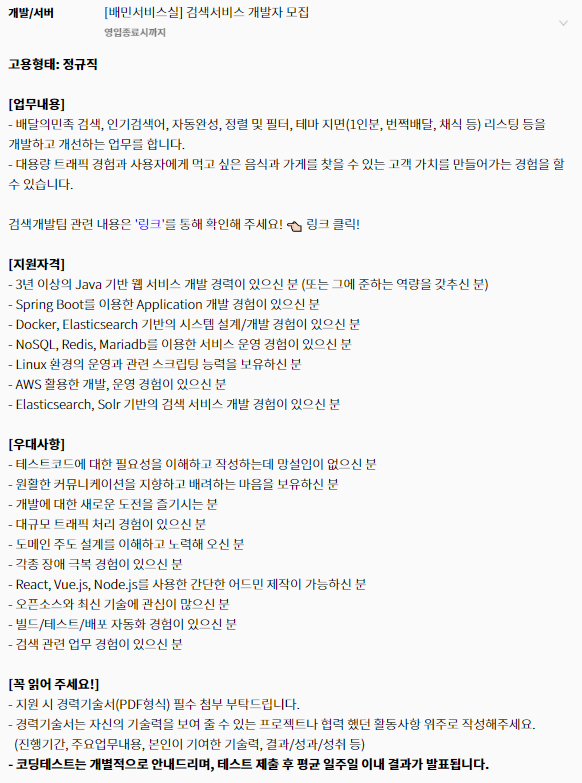 개발/서버 [배민서비스실] 검색서비스 개발자 모집
영입종료시까지
고용형태: 정규직
[업무내용]
- 배달의민족 검색, 인기검색어, 자동완성, 정렬 및 필터, 테마 지면(1인분, 번쩍배달, 채식 등) 리스팅 등을
개발하고 개선하는 업무를 합니다.
- 대용량 트래픽 경험과 사용자에게 먹고 싶은 음식과 가게를 찾을 수 있는 고객 가치를 만들어가는 경험을 할
수 있습니다.
검색개발팀 관련 내용은 '링크'를 통해 확인해 주세요! 👈 링크 클릭!
[지원자격]
- 3년 이상의 Java 기반 웹 서비스 개발 경력이 있으신 분 (또는 그에 준하는 역량을 갖추신 분)
- Spring Boot를 이용한 Application 개발 경험이 있으신 분
- Docker, Elasticsearch 기반의 시스템 설계/개발 경험이 있으신 분
- NoSQL, Redis, Mariadb를 이용한 서비스 운영 경험이 있으신 분
- Linux 환경의 운영과 관련 스크립팅 능력을 보유하신 분
- AWS 활용한 개발, 운영 경험이 있으신 분
- Elasticsearch, Solr 기반의 검색 서비스 개발 경험이 있으신 분
[우대사항]
- 테스트코드에 대한 필요성을 이해하고 작성하는데 망설임이 없으신 분
- 원활한 커뮤니케이션을 지향하고 배려하는 마음을 보유하신 분
- 개발에 대한 새로운 도전을 즐기시는 분
- 대규모 트래픽 처리 경험이 있으신 분
- 도메인 주도 설계를 이해하고 노력해 오신 분
- 각종 장애 극복 경험이 있으신 분
- React, Vue.js, Node.js를 사용한 간단한 어드민 제작이 가능하신 분
- 오픈소스와 최신 기술에 관심이 많으신 분
- 빌드/테스트/배포 자동화 경험이 있으신 분
- 검색 관련 업무 경험이 있으신 분
[꼭 읽어 주세요!]
- 지원 시 경력기술서(PDF형식) 필수 첨부 부탁드립니다.
- 경력기술서는 자신의 기술력을 보여 줄 수 있는 프로젝트나 협력 했던 활동사항 위주로 작성해주세요.
(진행기간, 주요업무내용, 본인이 기여한 기술력, 결과/성과/성취 등)
- 코딩테스트는 개별적으로 안내드리며, 테스트 제출 후 평균 일주일 이내 결과가 발표됩니다.